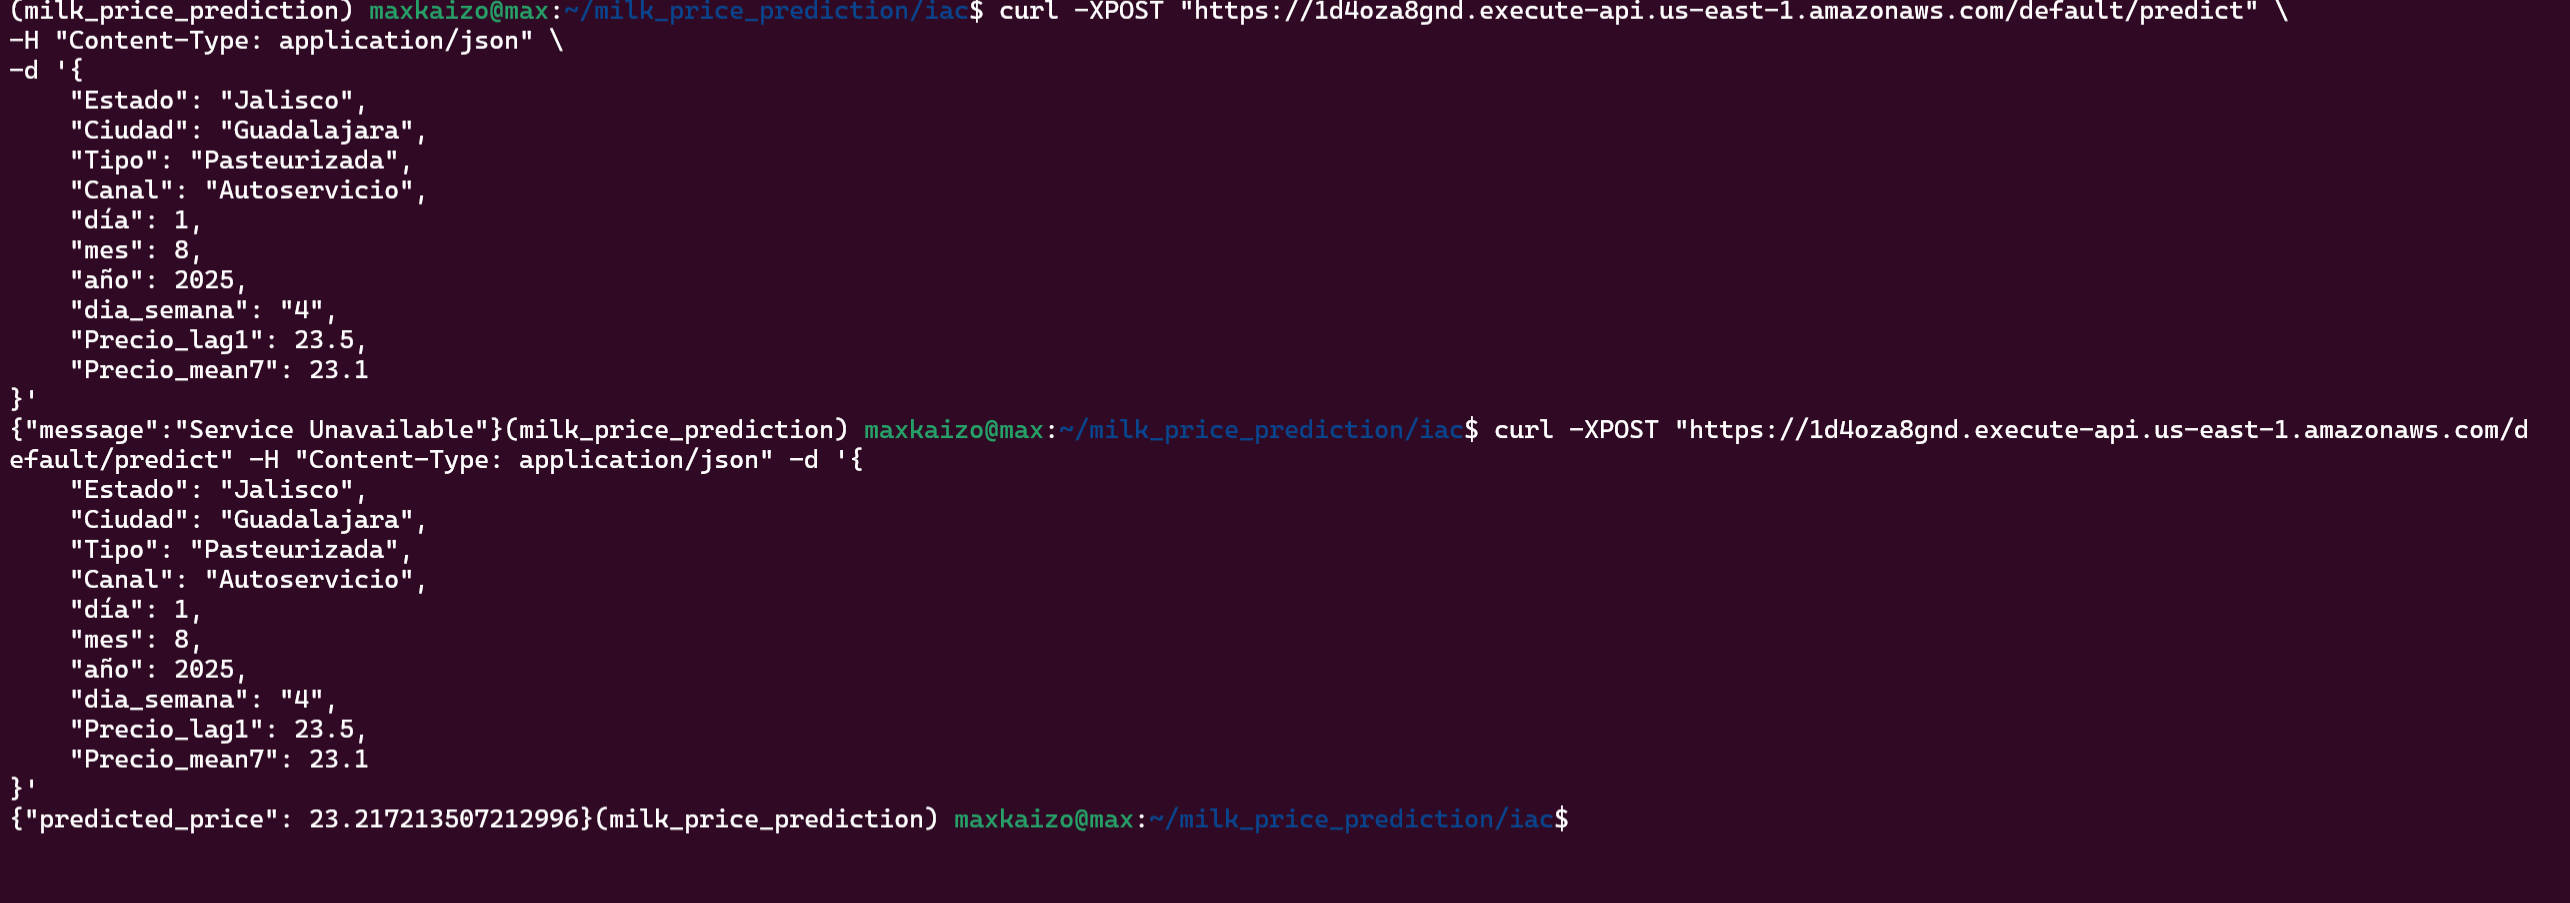 (milk_price_prediction) maxkaizo@max:~/milk_price_prediction/iac$ curl -XPOST "https://1d4oza8gnd.execute-api.us-east-1.amazonaws.com/default/predict" \
-H "Content-Type: application/json" \
-d '{
    "Estado": "Jalisco",
    "Ciudad": "Guadalajara",
    "Tipo": "Pasteurizada",
    "Canal": "Autoservicio",
    "día": 1,
    "mes": 8,
    "año": 2025,
    "dia_semana": "4",
    "Precio_lag1": 23.5,
    "Precio_mean7": 23.1
}'
{"message":"Service Unavailable"}(milk_price_prediction) maxkaizo@max:~/milk_price_prediction/iac$ curl -XPOST "https://1d4oza8gnd.execute-api.us-east-1.amazonaws.com/d
efault/predict" -H "Content-Type: application/json" -d '{
    "Estado": "Jalisco",
    "Ciudad": "Guadalajara",
    "Tipo": "Pasteurizada",
    "Canal": "Autoservicio",
    "día": 1,
    "mes": 8,
    "año": 2025,
    "dia_semana": "4",
    "Precio_lag1": 23.5,
    "Precio_mean7": 23.1
}'
{"predicted_price": 23.217213507212996}(milk_price_prediction) maxkaizo@max:~/milk_price_prediction/iac$